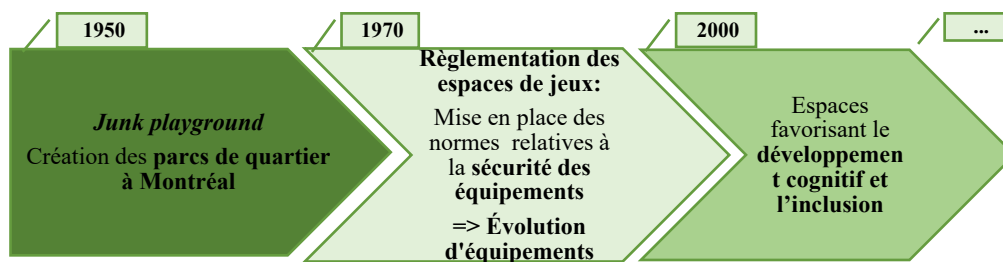 1950
Junk playground
Création des parcs de quartier
à Montréal
1970
Règlementation des
espaces de jeux:
Mise en place des
normes relatives à
la sécurité des
équipements
=> Évolution
d'équipements
2000
Espaces
favorisant le
développemen
t cognitif et
l’inclusion
...